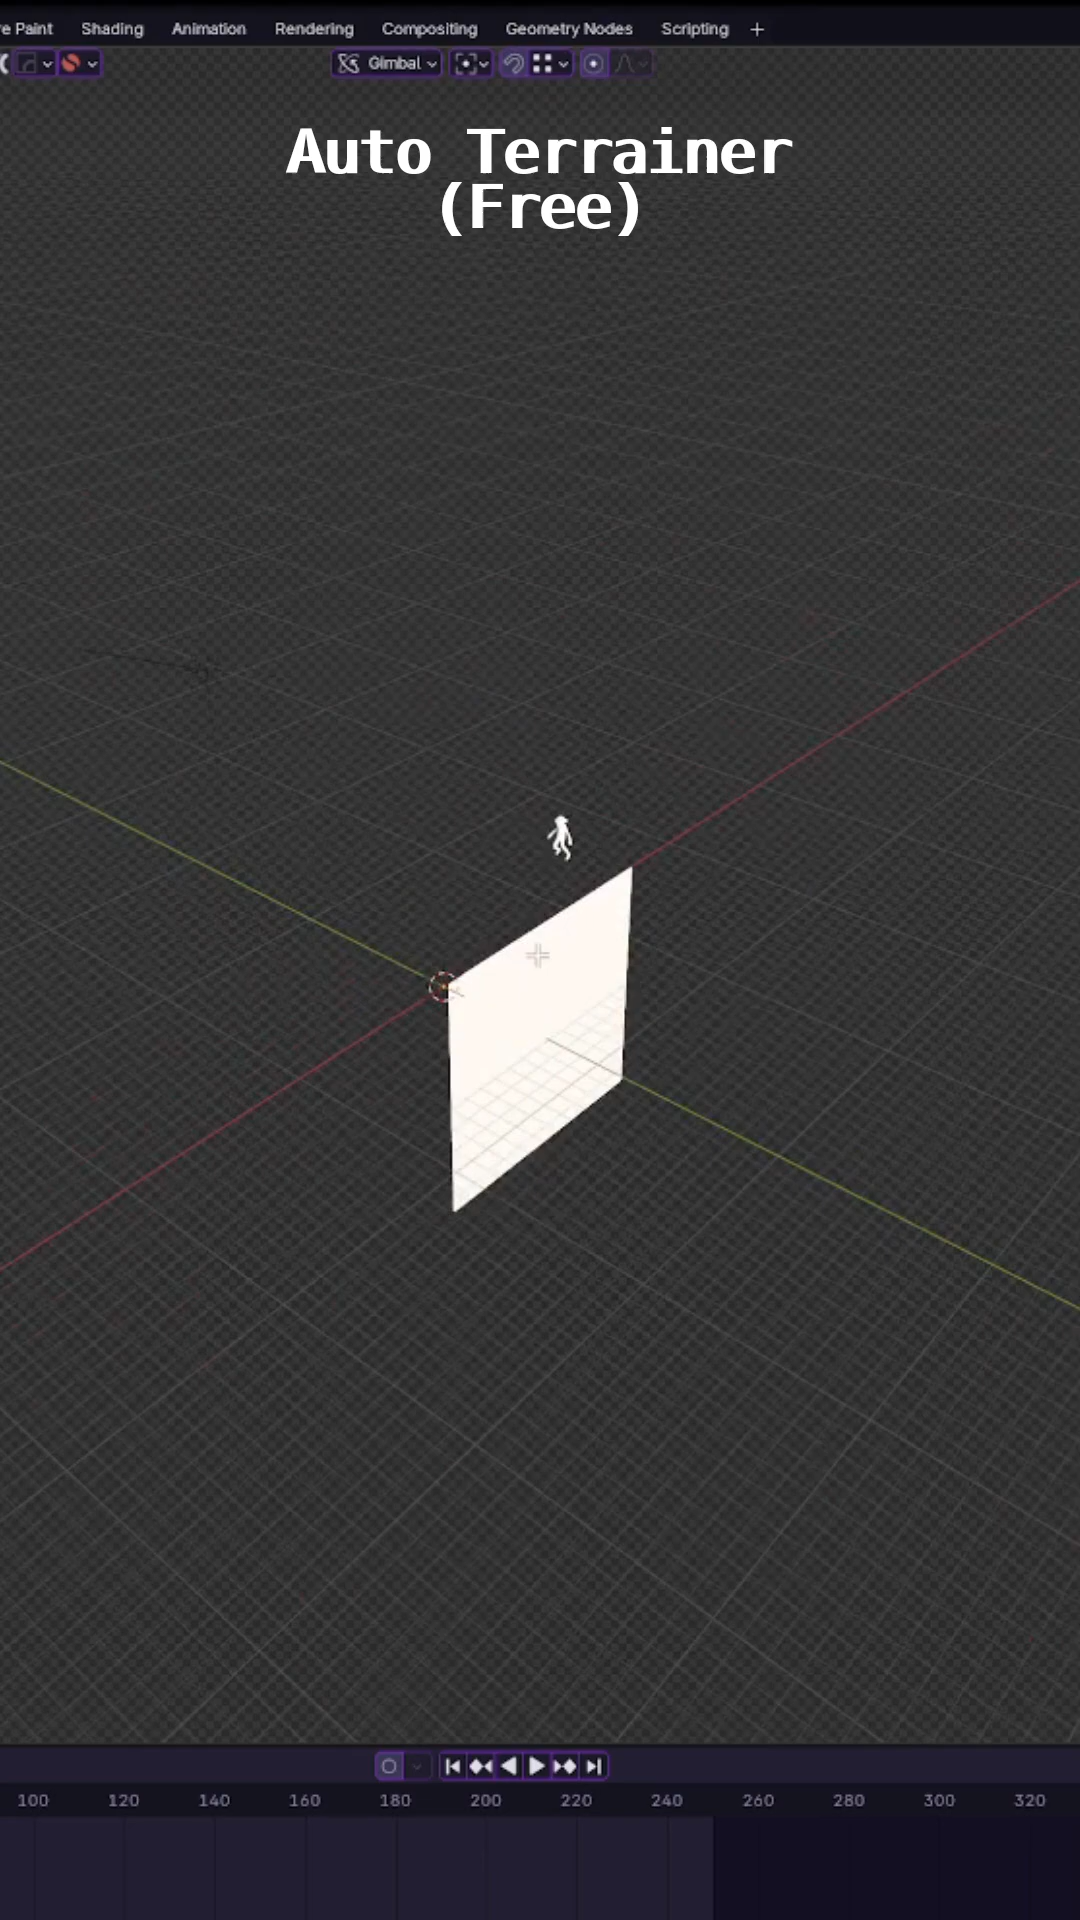 re Paint Shading Animation Rendering Compositing Geometry Nodes Scripting +
Gimbal
Auto Terrainer
(Free)
100 120 140 160 180 200 220 240 260 280 300 320